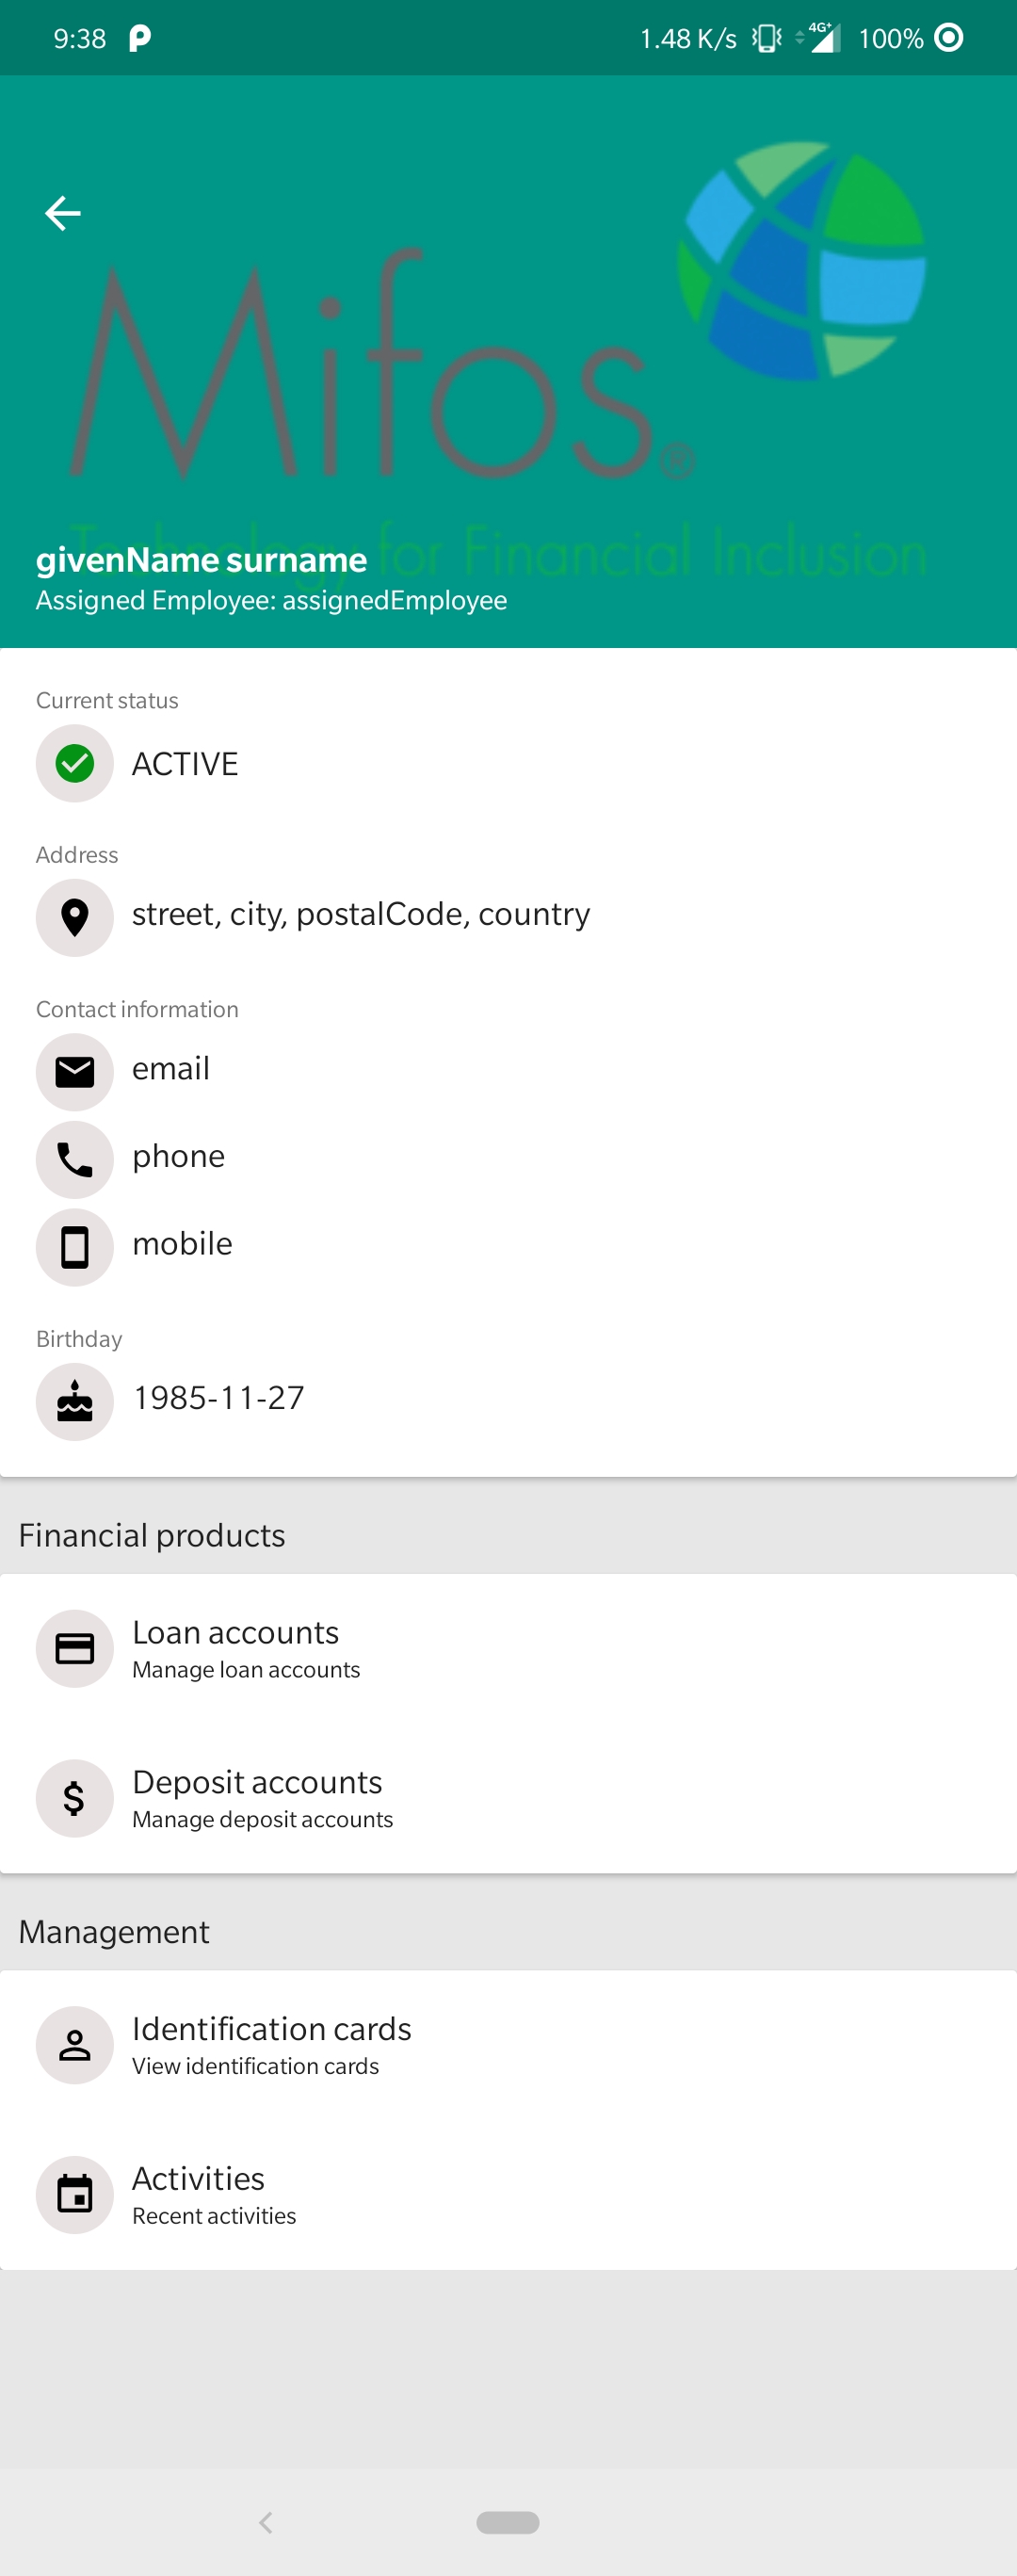 9:38 1.48 K/s 4G+ 100%
Mifos®
Technology for Financial Inclusion
givenName surname
Assigned Employee: assignedEmployee
Current status
ACTIVE
Address
street, city, postalCode, country
Contact information
email
phone
mobile
Birthday
1985-11-27
Financial products
Loan accounts
Manage loan accounts
Deposit accounts
Manage deposit accounts
Management
Identification cards
View identification cards
Activities
Recent activities